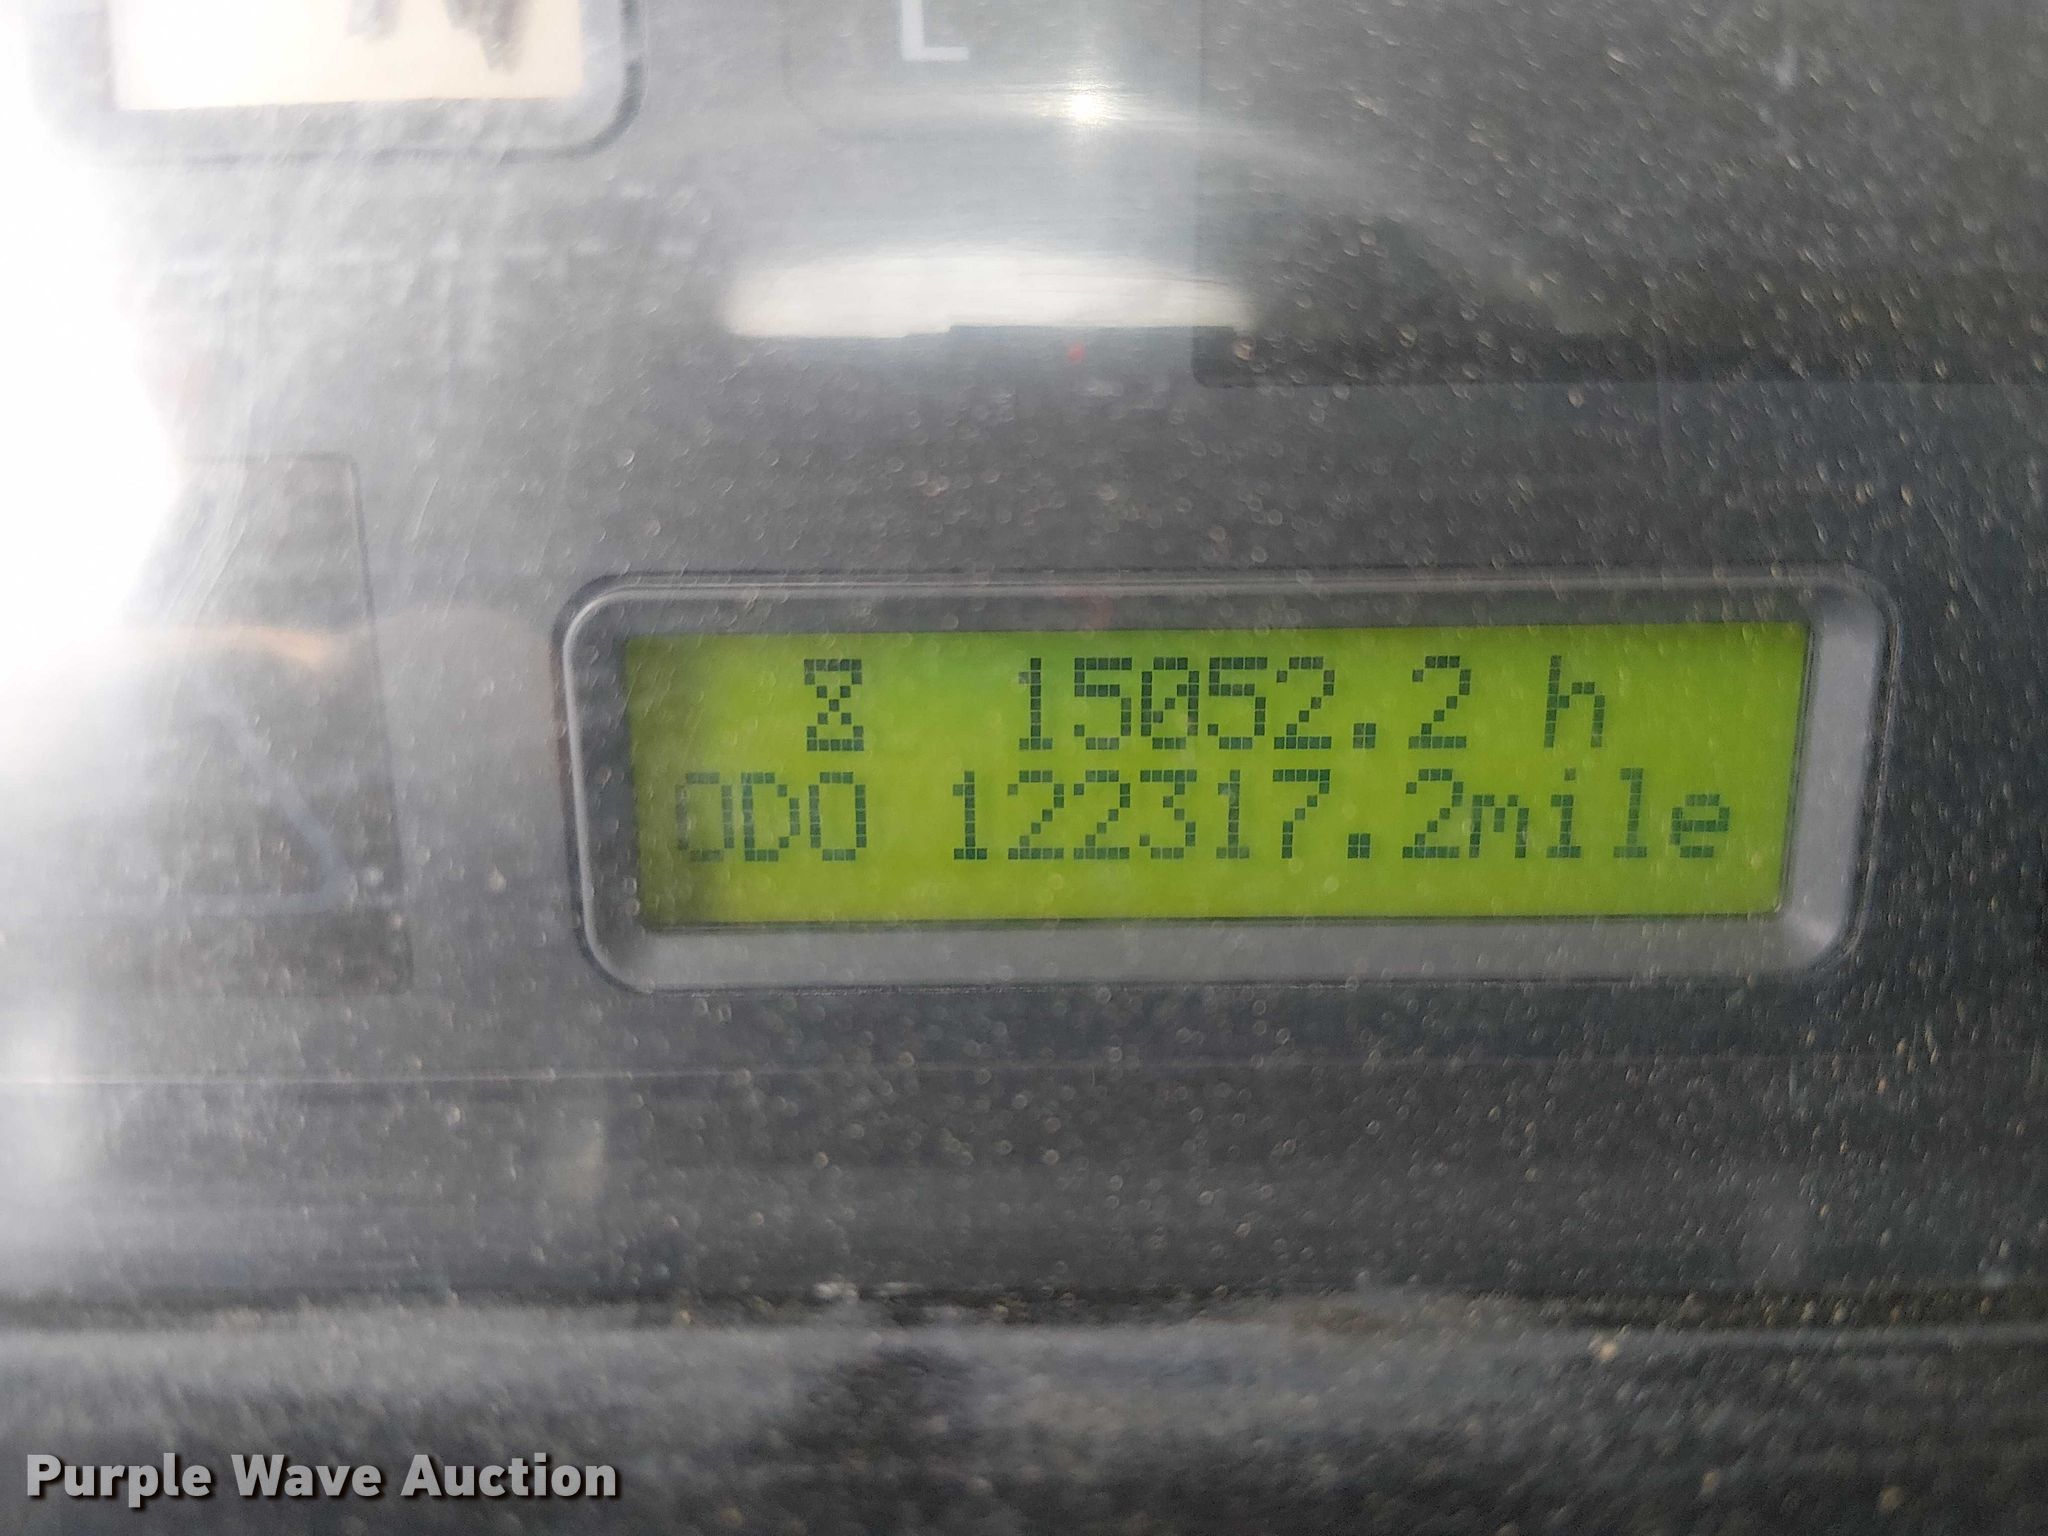 L
15052.2 h
ODO 122317.2mile
Purple Wave Auction